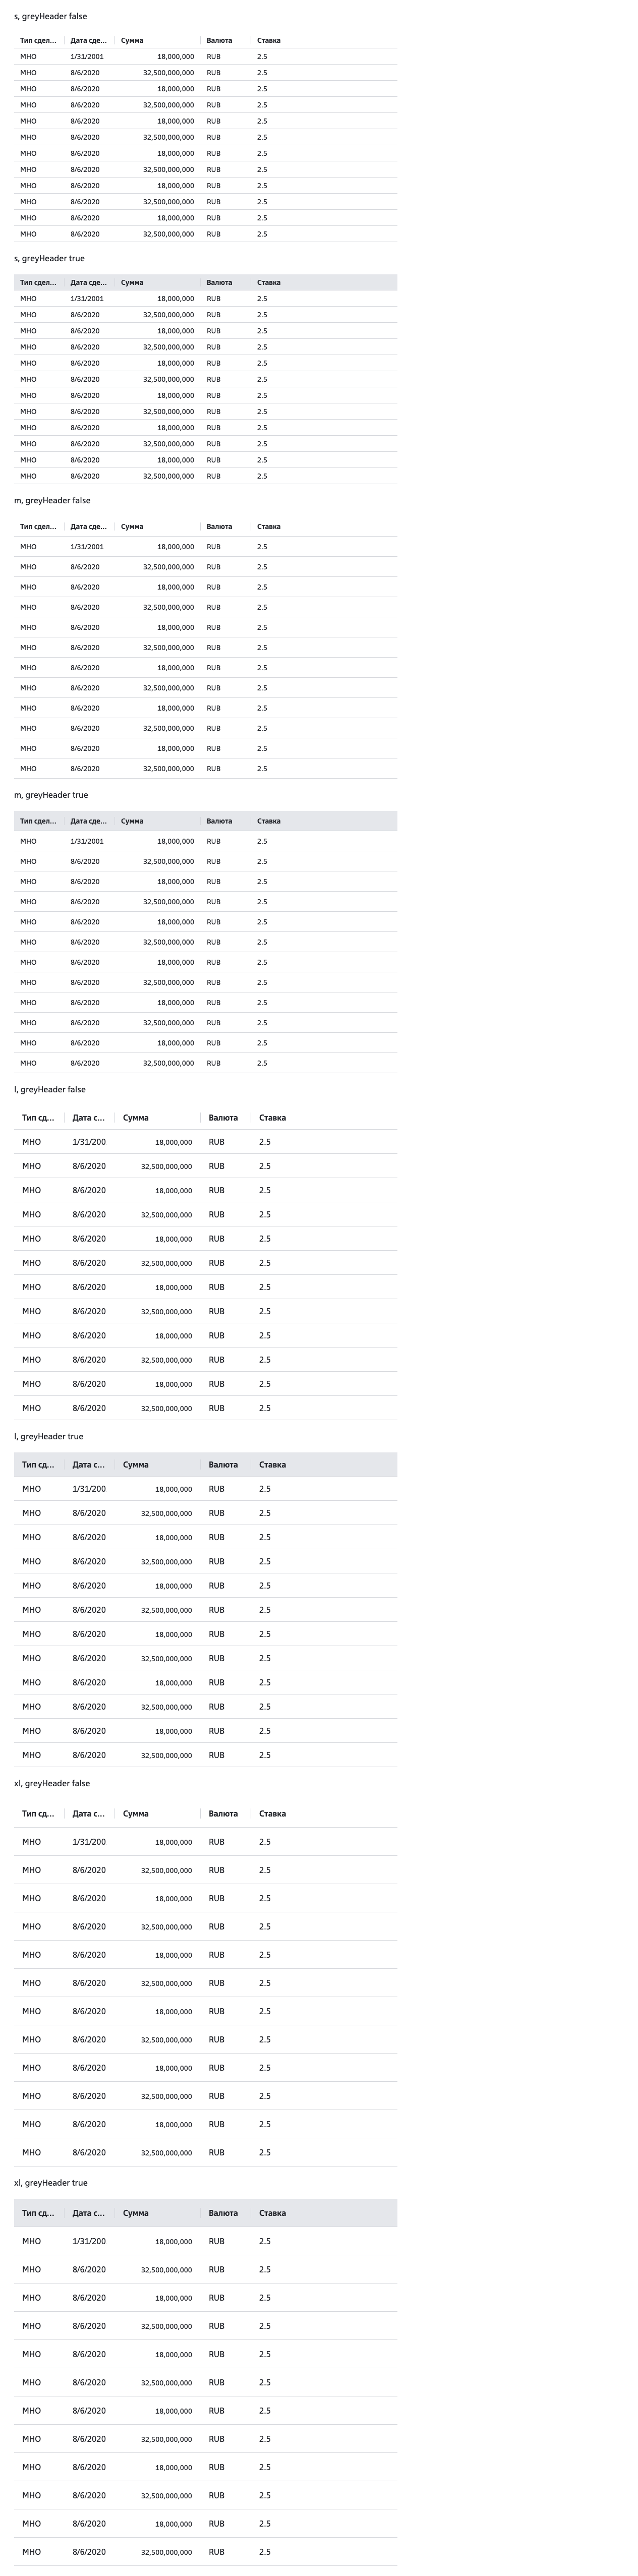 s, greyHeader false
Тип сдел... Дата сде... Сумма Валюта Ставка
МНО 1/31/2001 18,000,000 RUB 2.5
МНО 8/6/2020 32,500,000,000 RUB 2.5
МНО 8/6/2020 18,000,000 RUB 2.5
МНО 8/6/2020 32,500,000,000 RUB 2.5
МНО 8/6/2020 18,000,000 RUB 2.5
МНО 8/6/2020 32,500,000,000 RUB 2.5
МНО 8/6/2020 18,000,000 RUB 2.5
МНО 8/6/2020 32,500,000,000 RUB 2.5
МНО 8/6/2020 18,000,000 RUB 2.5
МНО 8/6/2020 32,500,000,000 RUB 2.5
МНО 8/6/2020 18,000,000 RUB 2.5
МНО 8/6/2020 32,500,000,000 RUB 2.5
s, greyHeader true
Тип сдел... Дата сде... Сумма Валюта Ставка
МНО 1/31/2001 18,000,000 RUB 2.5
МНО 8/6/2020 32,500,000,000 RUB 2.5
МНО 8/6/2020 18,000,000 RUB 2.5
МНО 8/6/2020 32,500,000,000 RUB 2.5
МНО 8/6/2020 18,000,000 RUB 2.5
МНО 8/6/2020 32,500,000,000 RUB 2.5
МНО 8/6/2020 18,000,000 RUB 2.5
МНО 8/6/2020 32,500,000,000 RUB 2.5
МНО 8/6/2020 18,000,000 RUB 2.5
МНО 8/6/2020 32,500,000,000 RUB 2.5
МНО 8/6/2020 18,000,000 RUB 2.5
МНО 8/6/2020 32,500,000,000 RUB 2.5
m, greyHeader false
Тип сдел... Дата сде... Сумма Валюта Ставка
МНО 1/31/2001 18,000,000 RUB 2.5
МНО 8/6/2020 32,500,000,000 RUB 2.5
МНО 8/6/2020 18,000,000 RUB 2.5
МНО 8/6/2020 32,500,000,000 RUB 2.5
МНО 8/6/2020 18,000,000 RUB 2.5
МНО 8/6/2020 32,500,000,000 RUB 2.5
МНО 8/6/2020 18,000,000 RUB 2.5
МНО 8/6/2020 32,500,000,000 RUB 2.5
МНО 8/6/2020 18,000,000 RUB 2.5
МНО 8/6/2020 32,500,000,000 RUB 2.5
МНО 8/6/2020 18,000,000 RUB 2.5
МНО 8/6/2020 32,500,000,000 RUB 2.5
m, greyHeader true
Тип сдел... Дата сде... Сумма Валюта Ставка
МНО 1/31/2001 18,000,000 RUB 2.5
МНО 8/6/2020 32,500,000,000 RUB 2.5
МНО 8/6/2020 18,000,000 RUB 2.5
МНО 8/6/2020 32,500,000,000 RUB 2.5
МНО 8/6/2020 18,000,000 RUB 2.5
МНО 8/6/2020 32,500,000,000 RUB 2.5
МНО 8/6/2020 18,000,000 RUB 2.5
МНО 8/6/2020 32,500,000,000 RUB 2.5
МНО 8/6/2020 18,000,000 RUB 2.5
МНО 8/6/2020 32,500,000,000 RUB 2.5
МНО 8/6/2020 18,000,000 RUB 2.5
МНО 8/6/2020 32,500,000,000 RUB 2.5
l, greyHeader false
Тип сд... Дата с... Сумма Валюта Ставка
МНО 1/31/200 18,000,000 RUB 2.5
МНО 8/6/2020 32,500,000,000 RUB 2.5
МНО 8/6/2020 18,000,000 RUB 2.5
МНО 8/6/2020 32,500,000,000 RUB 2.5
МНО 8/6/2020 18,000,000 RUB 2.5
МНО 8/6/2020 32,500,000,000 RUB 2.5
МНО 8/6/2020 18,000,000 RUB 2.5
МНО 8/6/2020 32,500,000,000 RUB 2.5
МНО 8/6/2020 18,000,000 RUB 2.5
МНО 8/6/2020 32,500,000,000 RUB 2.5
МНО 8/6/2020 18,000,000 RUB 2.5
МНО 8/6/2020 32,500,000,000 RUB 2.5
l, greyHeader true
Тип сд... Дата с... Сумма Валюта Ставка
МНО 1/31/200 18,000,000 RUB 2.5
МНО 8/6/2020 32,500,000,000 RUB 2.5
МНО 8/6/2020 18,000,000 RUB 2.5
МНО 8/6/2020 32,500,000,000 RUB 2.5
МНО 8/6/2020 18,000,000 RUB 2.5
МНО 8/6/2020 32,500,000,000 RUB 2.5
МНО 8/6/2020 18,000,000 RUB 2.5
МНО 8/6/2020 32,500,000,000 RUB 2.5
МНО 8/6/2020 18,000,000 RUB 2.5
МНО 8/6/2020 32,500,000,000 RUB 2.5
МНО 8/6/2020 18,000,000 RUB 2.5
МНО 8/6/2020 32,500,000,000 RUB 2.5
xl, greyHeader false
Тип сд... Дата с... Сумма Валюта Ставка
МНО 1/31/200 18,000,000 RUB 2.5
МНО 8/6/2020 32,500,000,000 RUB 2.5
МНО 8/6/2020 18,000,000 RUB 2.5
МНО 8/6/2020 32,500,000,000 RUB 2.5
МНО 8/6/2020 18,000,000 RUB 2.5
МНО 8/6/2020 32,500,000,000 RUB 2.5
МНО 8/6/2020 18,000,000 RUB 2.5
МНО 8/6/2020 32,500,000,000 RUB 2.5
МНО 8/6/2020 18,000,000 RUB 2.5
МНО 8/6/2020 32,500,000,000 RUB 2.5
МНО 8/6/2020 18,000,000 RUB 2.5
МНО 8/6/2020 32,500,000,000 RUB 2.5
xl, greyHeader true
Тип сд... Дата с... Сумма Валюта Ставка
МНО 1/31/200 18,000,000 RUB 2.5
МНО 8/6/2020 32,500,000,000 RUB 2.5
МНО 8/6/2020 18,000,000 RUB 2.5
МНО 8/6/2020 32,500,000,000 RUB 2.5
МНО 8/6/2020 18,000,000 RUB 2.5
МНО 8/6/2020 32,500,000,000 RUB 2.5
МНО 8/6/2020 18,000,000 RUB 2.5
МНО 8/6/2020 32,500,000,000 RUB 2.5
МНО 8/6/2020 18,000,000 RUB 2.5
МНО 8/6/2020 32,500,000,000 RUB 2.5
МНО 8/6/2020 18,000,000 RUB 2.5
МНО 8/6/2020 32,500,000,000 RUB 2.5